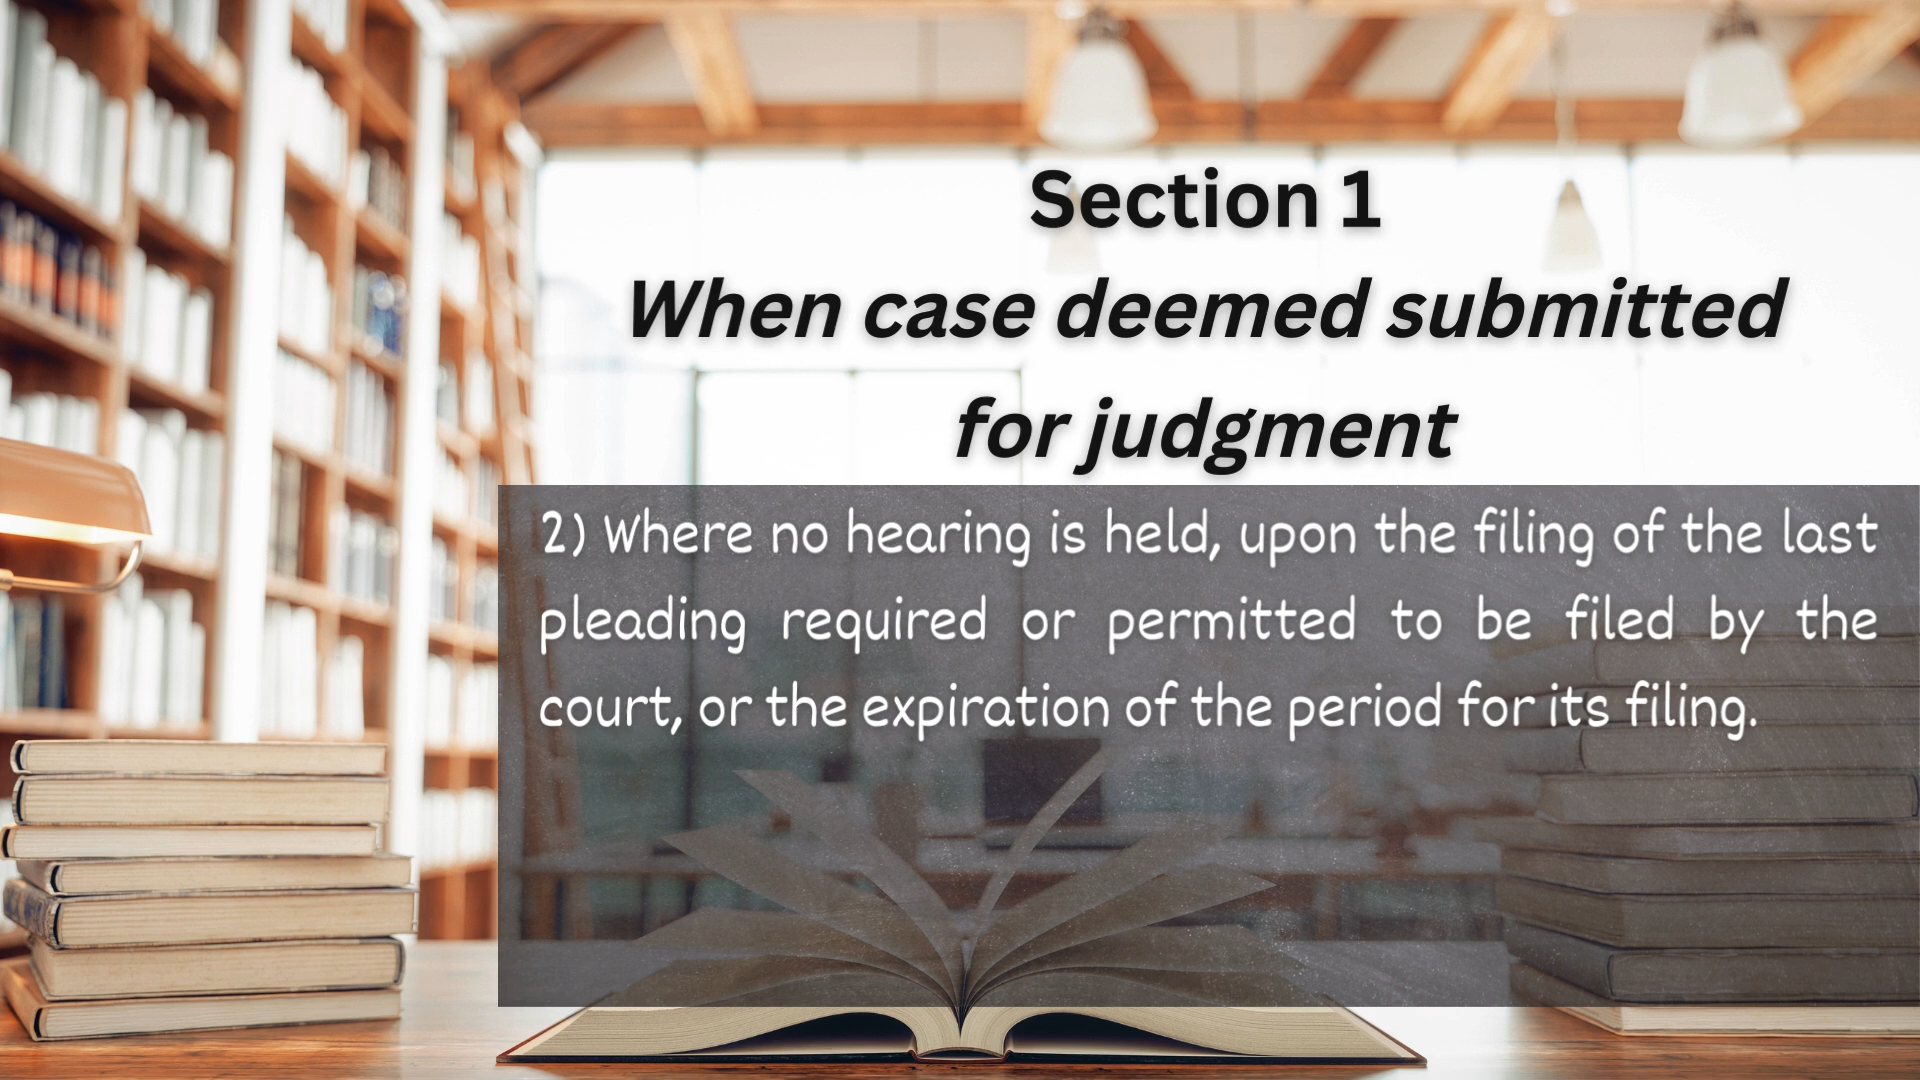 Section 1
When case deemed submitted
for judgment
2) Where no hearing is held, upon the filing of the last
pleading required or permitted to be filed by the
court, or the expiration of the period for its filing.